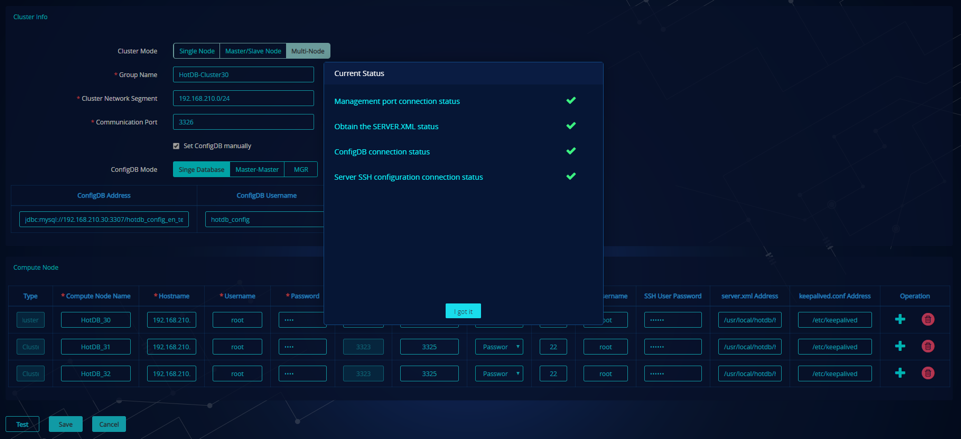 Cluster Info
Cluster Mode Single Node Master/Slave Node Multi-Node
* Group Name HotDB-Cluster30
* Cluster Network Segment 192.168.210.0/24
* Communication Port 3326
Set ConfigDB manually
ConfigDB Mode Singe Database Master-Master MGR
ConfigDB Address ConfigDB Username
jdbc:mysql://192.168.210.30:3307/hotdb_config_en_te hotdb_config
Current Status
Management port connection status
Obtain the SERVER.XML status
ConfigDB connection status
Server SSH configuration connection status
I got it
Compute Node
Type * Compute Node Name * Hostname * Username * Password SSH User Password server.xml Address keepalived.conf Address Operation
HotDB_30 192.168.210. root •••• root •••••• /usr/local/hotdb/ /etc/keepalived
Cluste HotDB_31 192.168.210. root •••• 3323 3325 Passwor 22 root •••••• /usr/local/hotdb/ /etc/keepalived
Cluste HotDB_32 192.168.210. root •••• 3323 3325 Passwor 22 root •••••• /usr/local/hotdb/ /etc/keepalived
Test Save Cancel